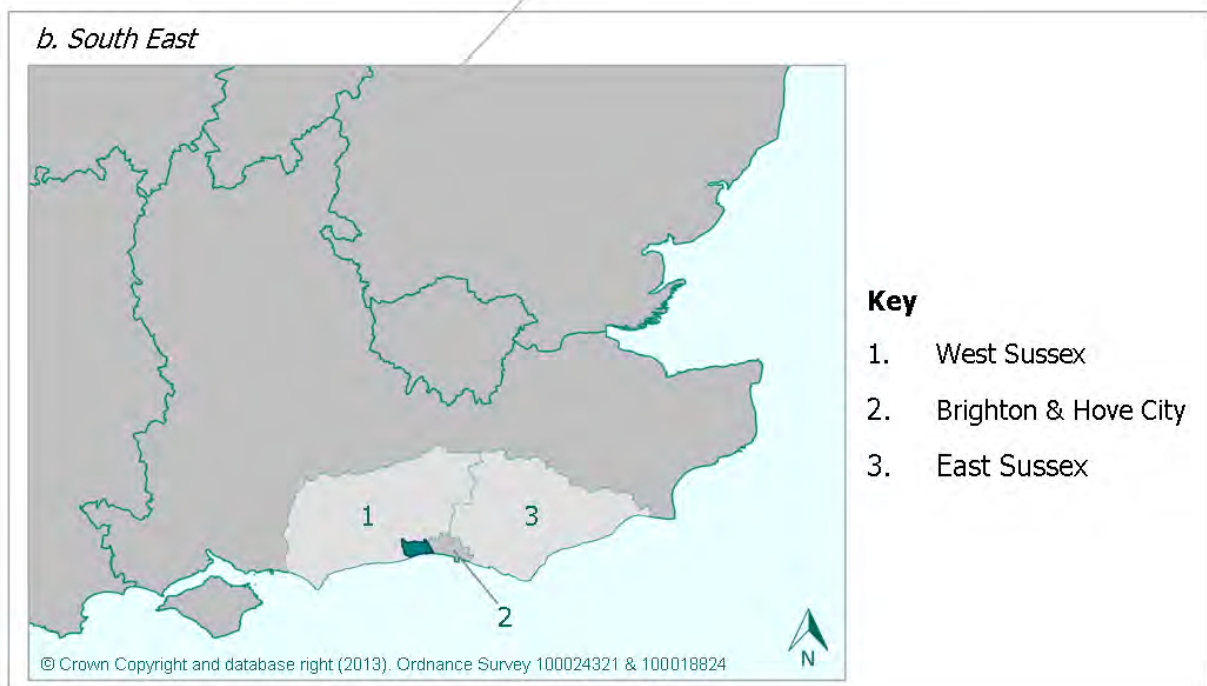 b. South East
1
3
2
N
© Crown Copyright and database right (2013). Ordnance Survey 100024321 & 100018824
Key
1. West Sussex
2. Brighton & Hove City
3. East Sussex